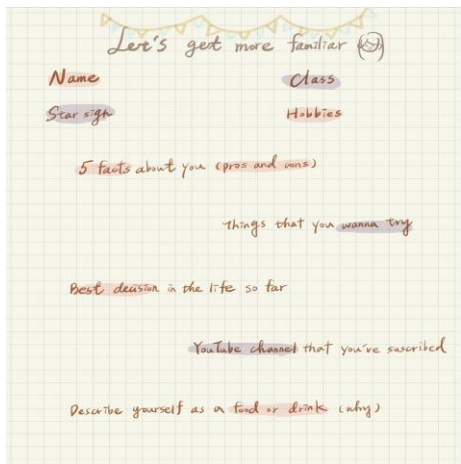 Let's get more familiar
Name Class
Star sign Hobbies
5 facts about you (pros and cons)
things that you wanna try
Best decision in the life so far
YouTube channel that you've suscribed
Describe yourself as a food or drink (why)